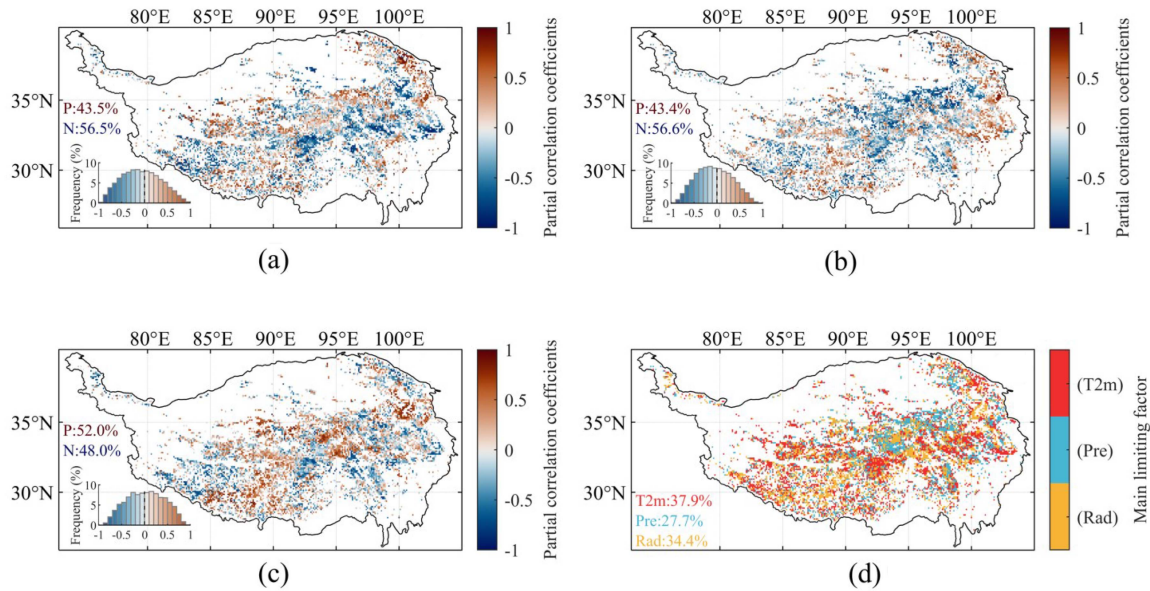 80°E 85°E 90°E 95°E 100°E
35°N
30°N
P:43.5%
N:56.5%
Frequency (%)
10
5
0
-1 -0.5 0 0.5 1
1
0.5
0
-0.5
-1
Partial correlation coefficients
(a)
80°E 85°E 90°E 95°E 100°E
35°N
30°N
P:43.4%
N:56.6%
Frequency (%)
10
5
0
-1 -0.5 0 0.5 1
1
0.5
0
-0.5
-1
Partial correlation coefficients
(b)
80°E 85°E 90°E 95°E 100°E
35°N
30°N
P:52.0%
N:48.0%
Frequency (%)
10
5
0
-1 -0.5 0 0.5 1
1
0.5
0
-0.5
-1
Partial correlation coefficients
(c)
80°E 85°E 90°E 95°E 100°E
35°N
30°N
T2m:37.9%
Pre:27.7%
Rad:34.4%
(T2m)
(Pre)
(Rad)
Main limiting factor
(d)